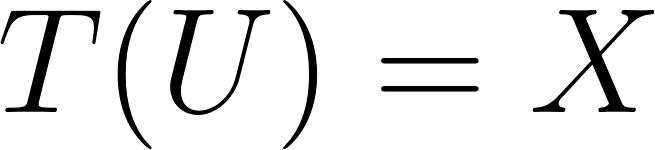 T(U) = X